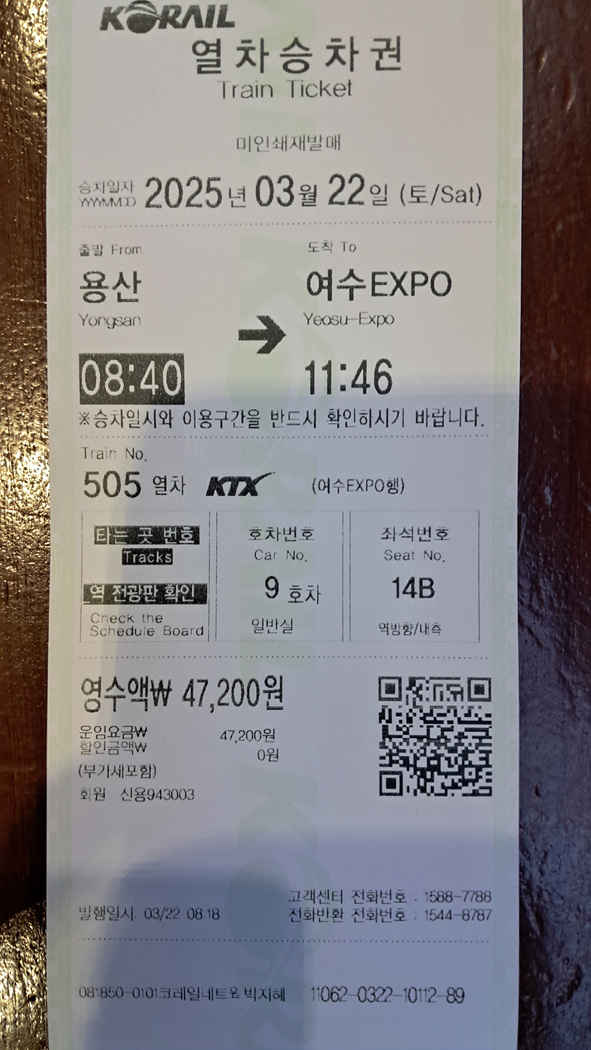 KORAIL
열차승차권
Train Ticket
미인쇄재발매
승차일자
YYYYMMDD
2025년 03월 22일 (토/Sat)
출발 From
도착 To
용산
여수EXPO
Yongsan
Yeosu-Expo
08:40
11:46
※승차일시와 이용구간을 반드시 확인하시기 바랍니다.
Train No.
505 열차 KTX (여수EXPO행)
타는 곳 번호
Tracks
역 전광판 확인
Check the
Schedule Board
호차번호
Car No.
9 호차
일반실
좌석번호
Seat No.
14B
역방향/내측
영수액₩ 47,200원
운임요금₩ 47,200원
할인금액₩ 0원
(부가세포함)
회원 신용943003
고객센터 전화번호 : 1588-7788
발행일시 03/22 08:18
전화반환 전화번호 : 1544-8787
081850-0101코레일네트웍 박지혜 11062-0322-10112-89